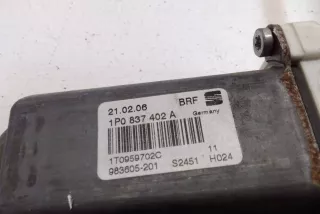 21.02.06 BRF
Germany
1P0 837 402 A
1T0959702C 11
983605-201 S2451 H024